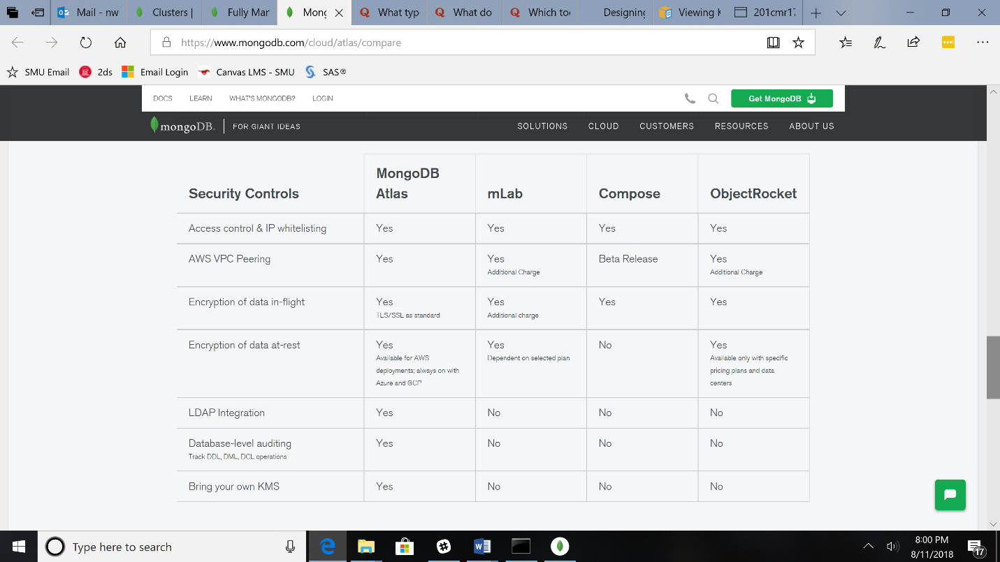 Mail - nw
Clusters |
Fully Mar
Mong
What typ
What do
Which to
Designing
Viewing K
201cmr17
https://www.mongodb.com/cloud/atlas/compare
SMU Email
2ds
Email Login
Canvas LMS - SMU
SAS®
DOCS LEARN WHAT'S MONGODB? LOGIN
Get MongoDB
mongoDB. FOR GIANT IDEAS
SOLUTIONS CLOUD CUSTOMERS RESOURCES ABOUT US
Security Controls
MongoDB
Atlas
mLab
Compose
ObjectRocket
Access control & IP whitelisting
Yes
Yes
Yes
Yes
AWS VPC Peering
Yes
Yes
Additional Charge
Beta Release
Yes
Additional Charge
Encryption of data in-flight
Yes
TLS/SSL as standard
Yes
Additional charge
Yes
Yes
Encryption of data at-rest
Yes
Available for AWS
deployments; always on with
Azure and GCP
Yes
Dependent on selected plan
No
Yes
Available only with specific
pricing plans and data
centers
LDAP Integration
Yes
No
No
No
Database-level auditing
Track DDL, DML, DCL operations
Yes
No
No
No
Bring your own KMS
Yes
No
No
No
Type here to search
8:00 PM
8/11/2018
17